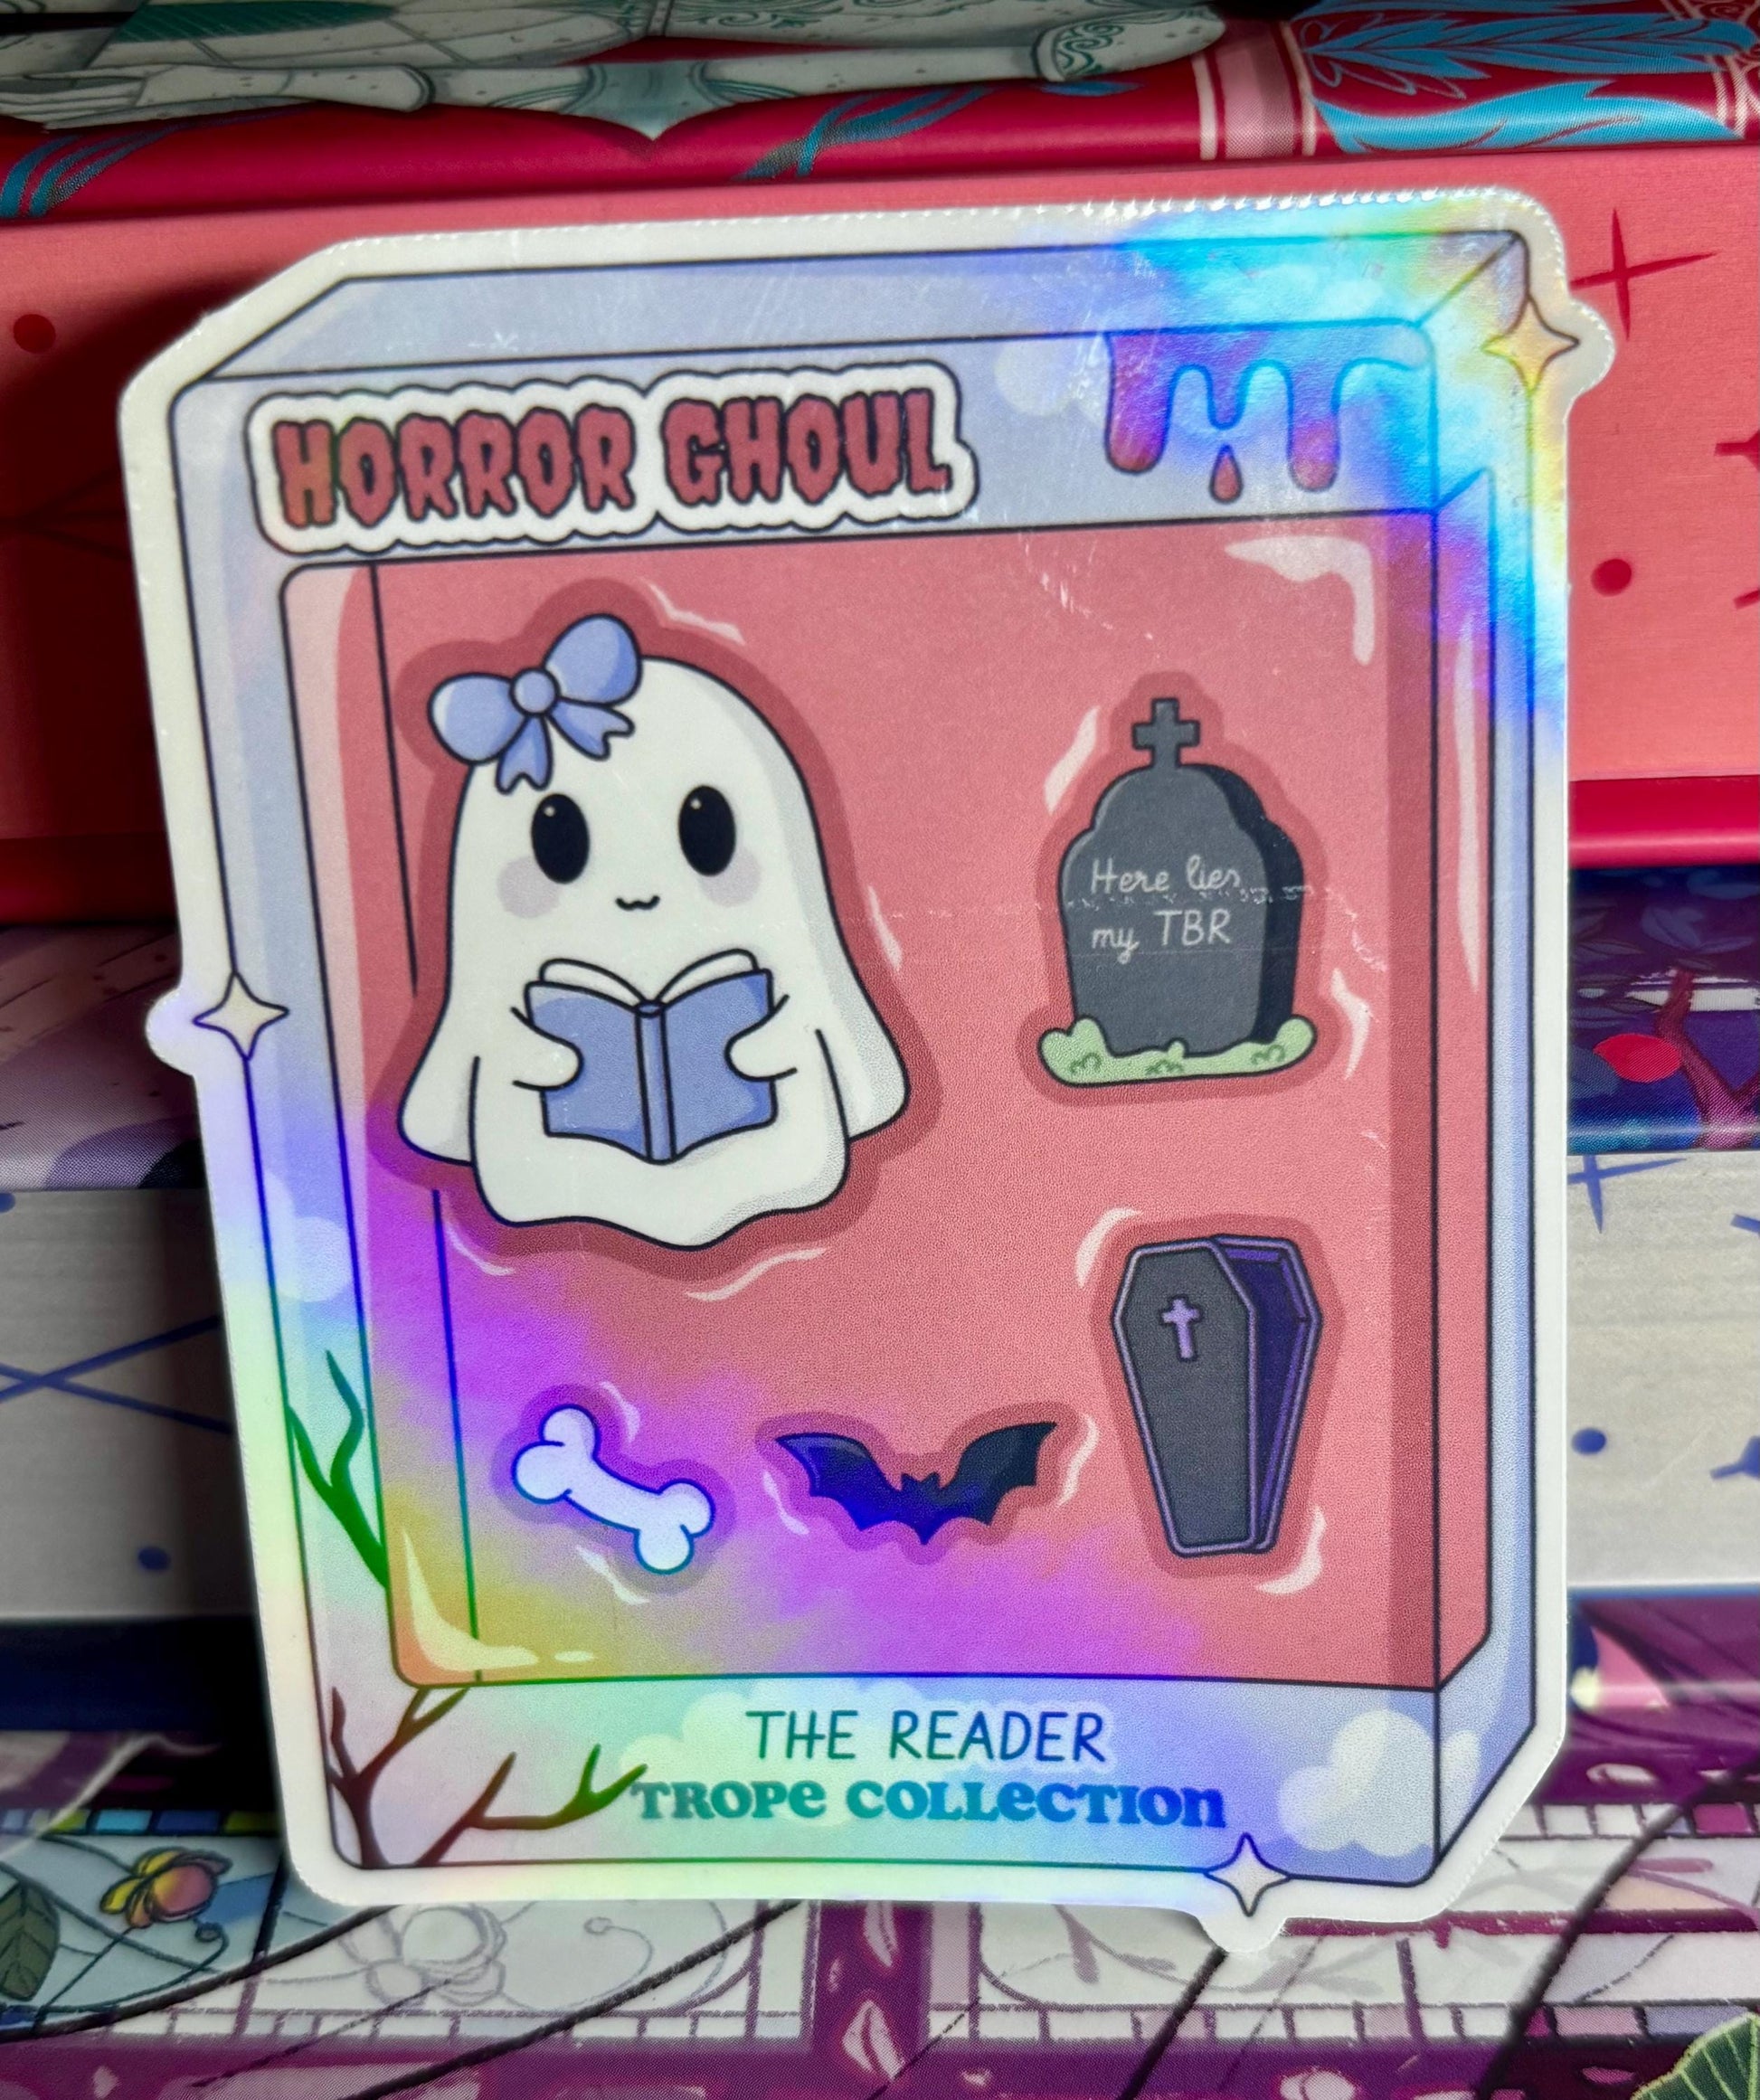 HORROR GHOUL
Here lies
my TBR
THE READER
TROPE COLLECTION